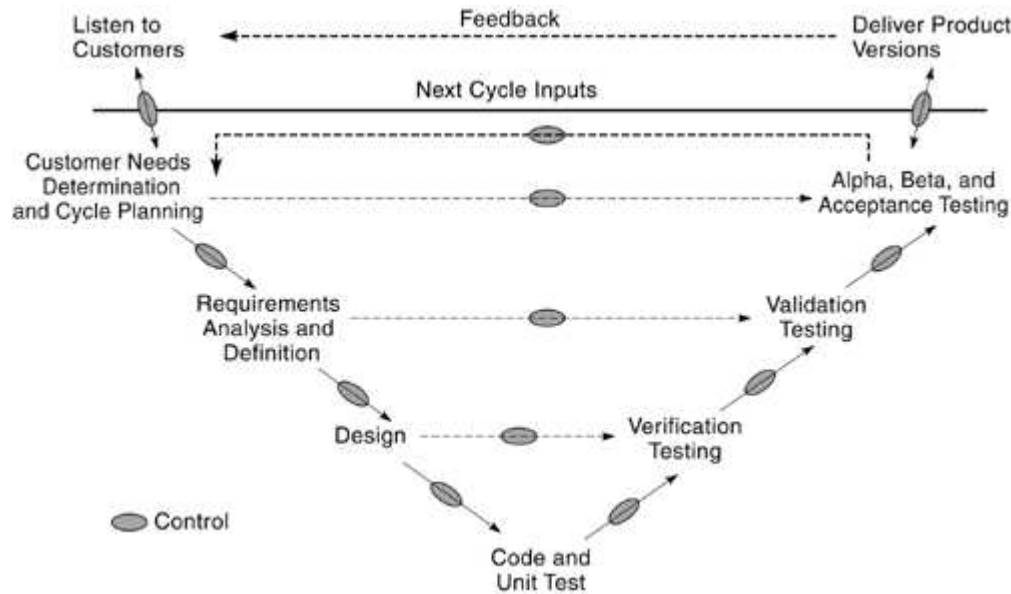 Listen to
Customers
Feedback
Deliver Product
Versions
Next Cycle Inputs
Customer Needs
Determination
and Cycle Planning
Alpha, Beta, and
Acceptance Testing
Requirements
Analysis and
Definition
Validation
Testing
Design
Verification
Testing
Control
Code and
Unit Test